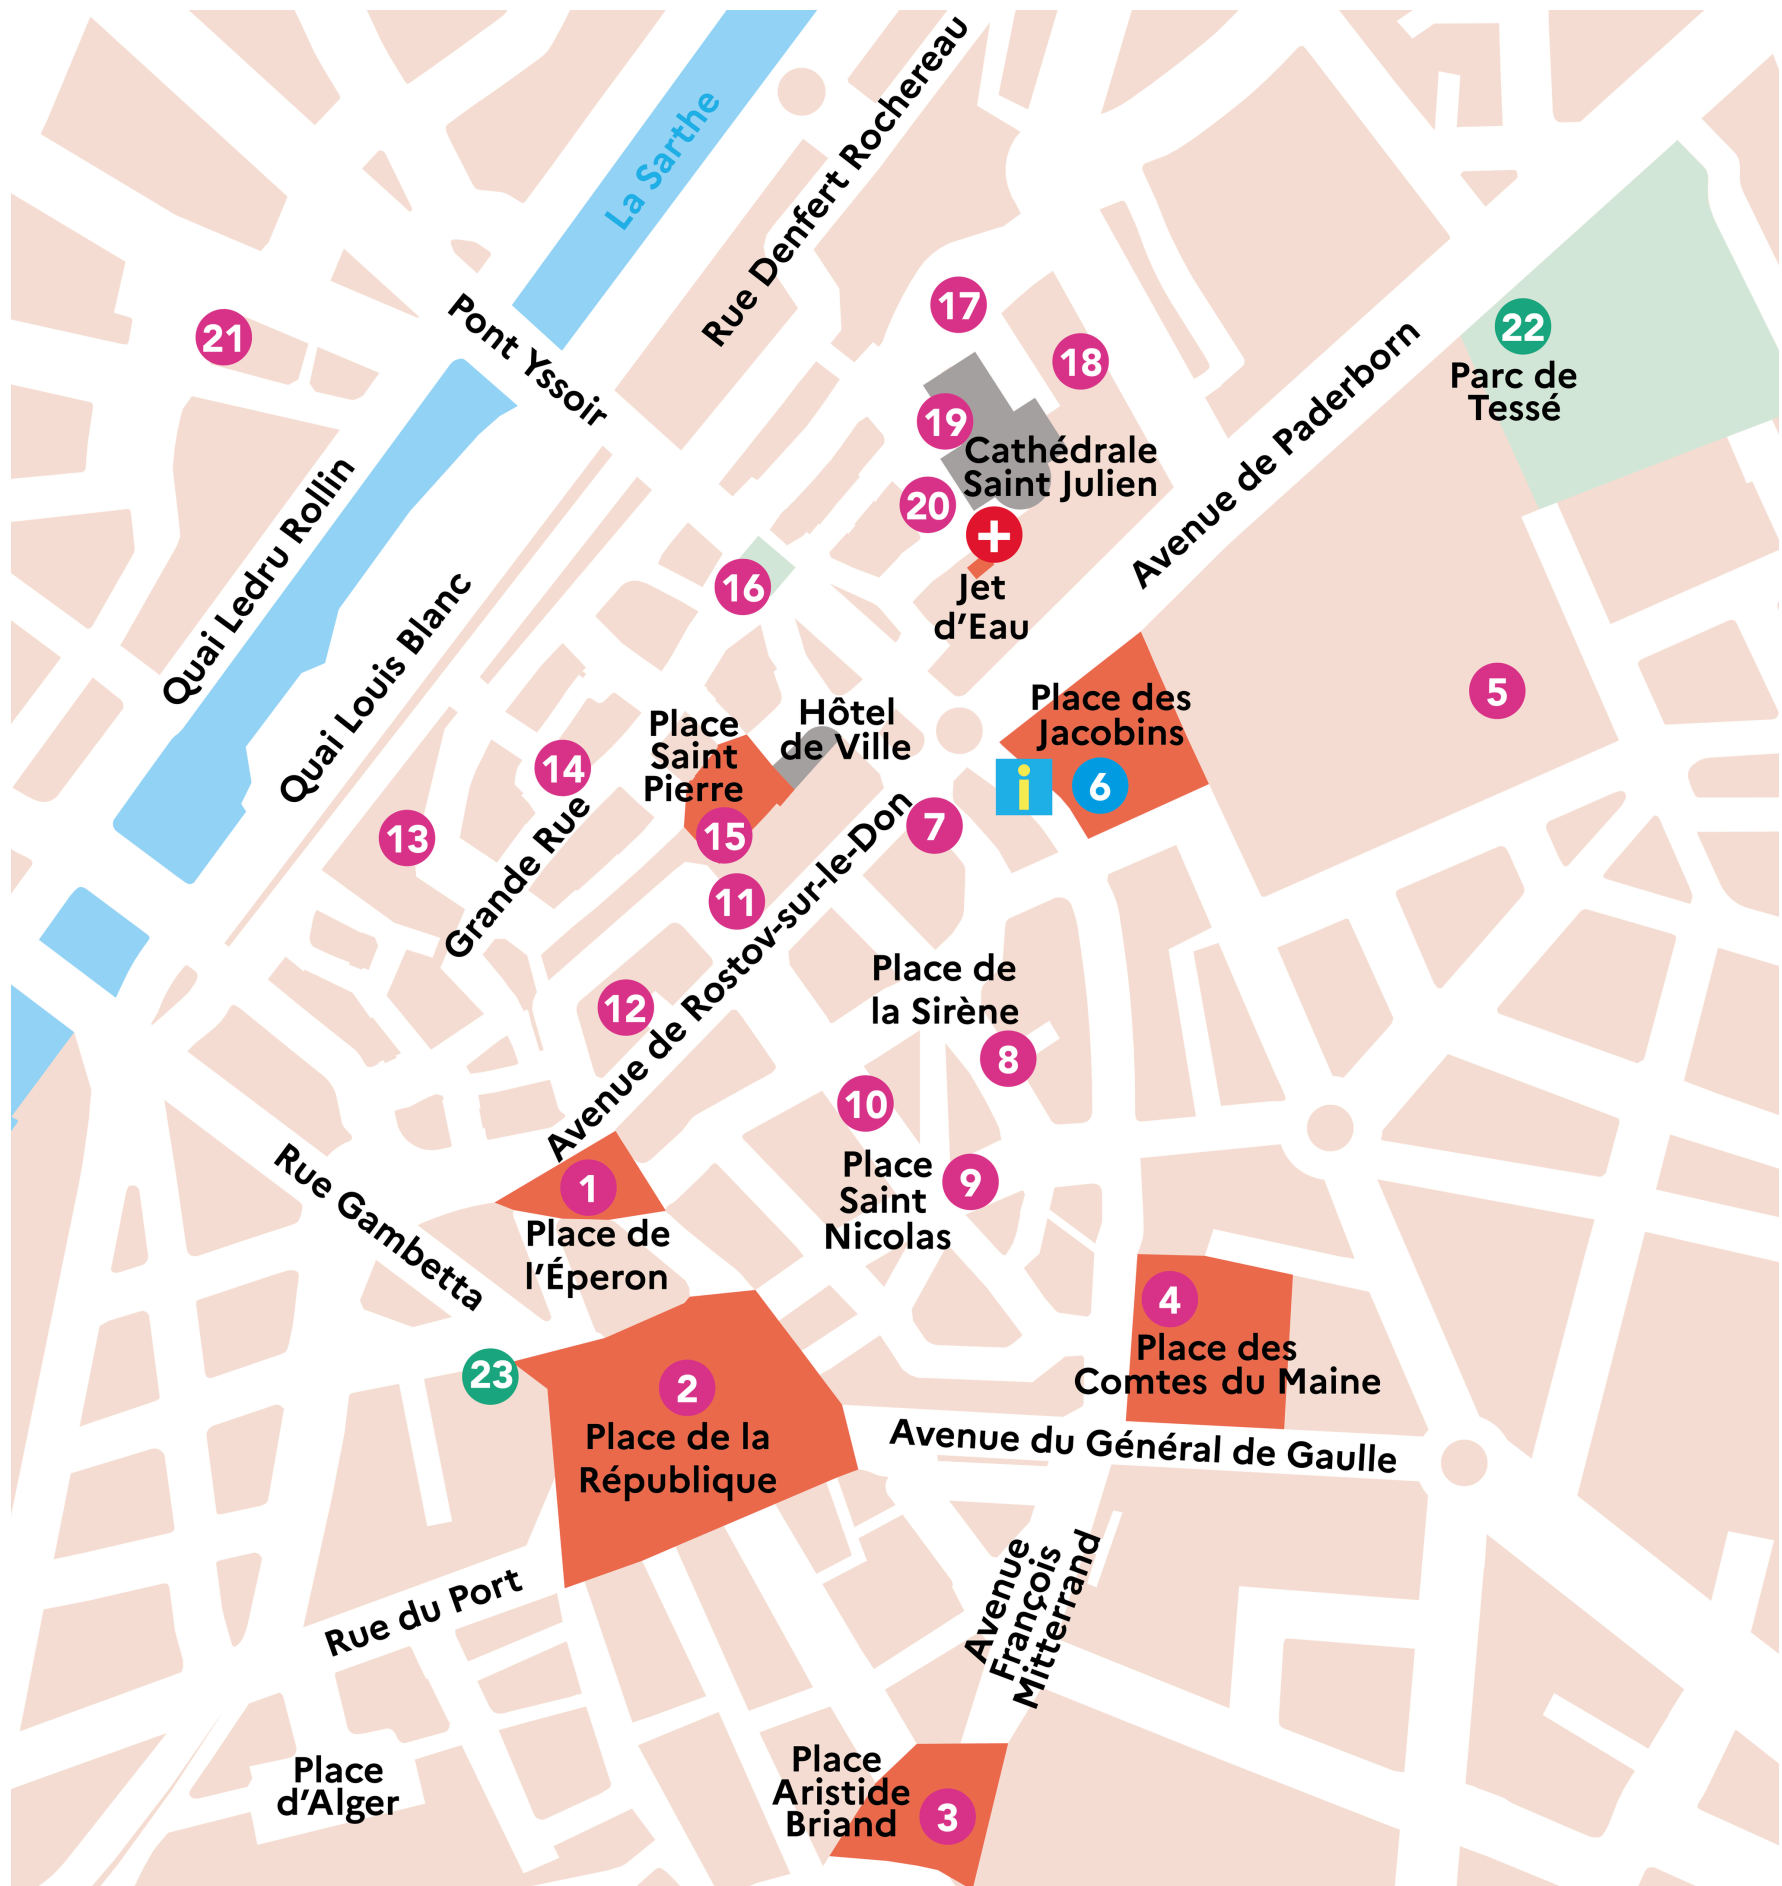 La Sarthe
Rue Denfert Rochereau
17
21
Pont Yssoir
18
22
Parc de
Tessé
19
Cathédrale
Saint Julien
Avenue de Paderborn
20
Quai Ledru Rollin
16
Jet
d'Eau
Quai Louis Blanc
5
Place des
Jacobins
Hôtel
de Ville
Place
Saint
Pierre
14
i
6
13
15
7
Grande Rue
11
Avenue de Rostov-sur-le-Don
Place de
la Sirène
12
8
10
Rue Gambetta
1
Place de
l'Éperon
Place
Saint
Nicolas
9
4
Place des
Comtes du Maine
23
2
Place de la
République
Avenue du Général de Gaulle
Rue du Port
Avenue
François
Mitterrand
Place
d'Alger
Place
Aristide
Briand
3